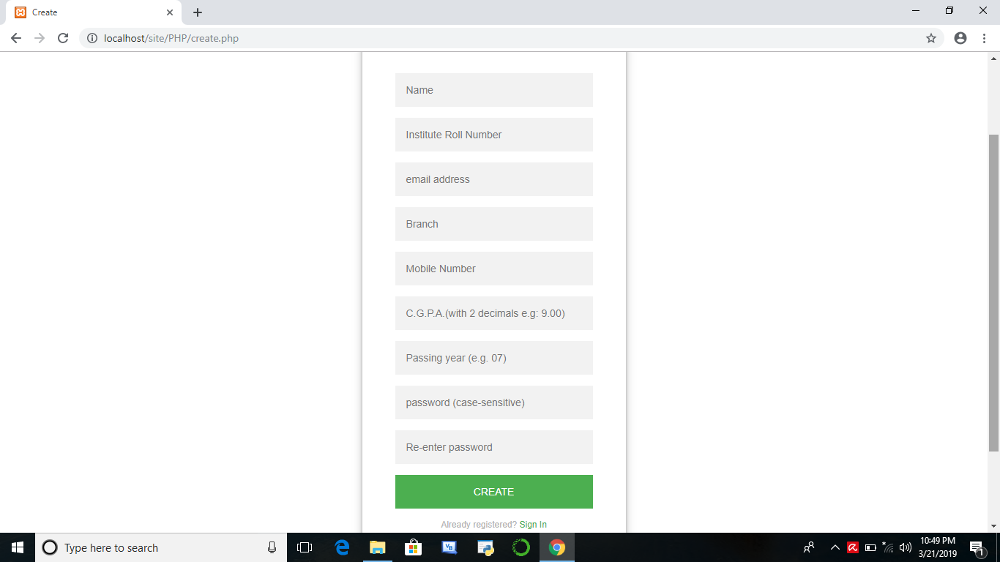 Create
localhost/site/PHP/create.php
Name
Institute Roll Number
email address
Branch
Mobile Number
C.G.P.A.(with 2 decimals e.g: 9.00)
Passing year (e.g. 07)
password (case-sensitive)
Re-enter password
CREATE
Already registered? Sign In
Type here to search
VB
10:49 PM
3/21/2019
1